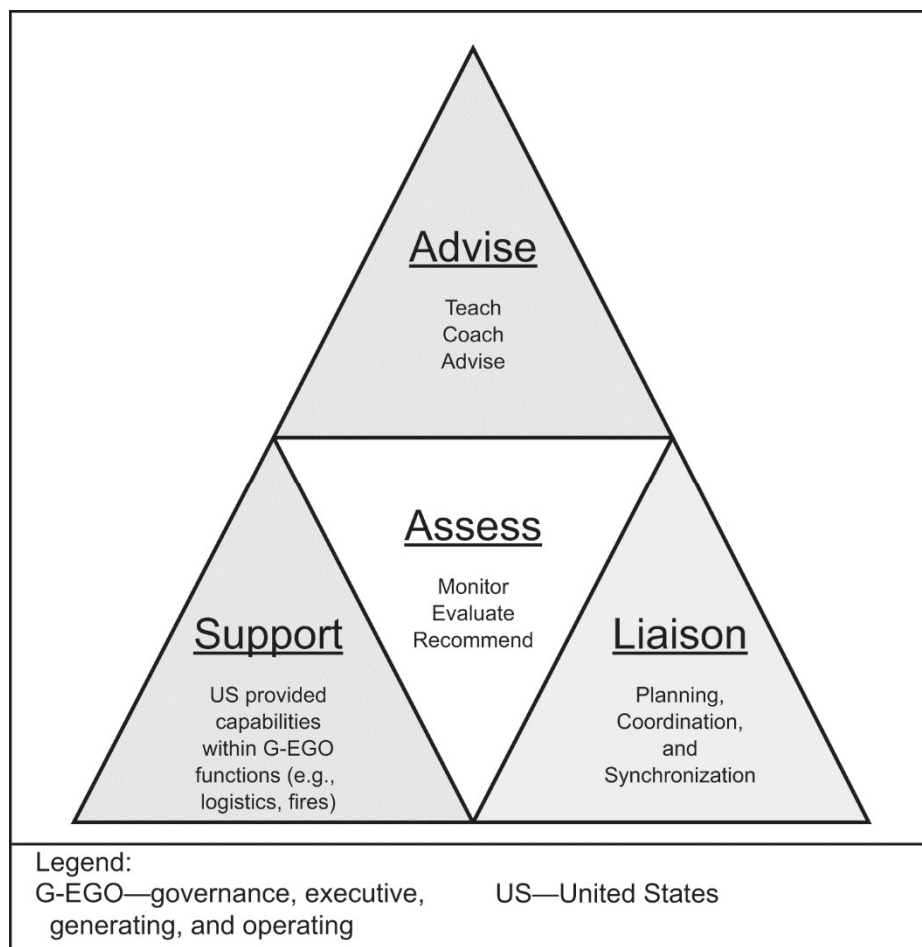 Advise
Teach
Coach
Advise
Assess
Monitor
Evaluate
Recommend
Support
US provided
capabilities
within G-EGO
functions (e.g.,
logistics, fires)
Liaison
Planning,
Coordination,
and
Synchronization
Legend:
G-EGO—governance, executive,
generating, and operating
US—United States